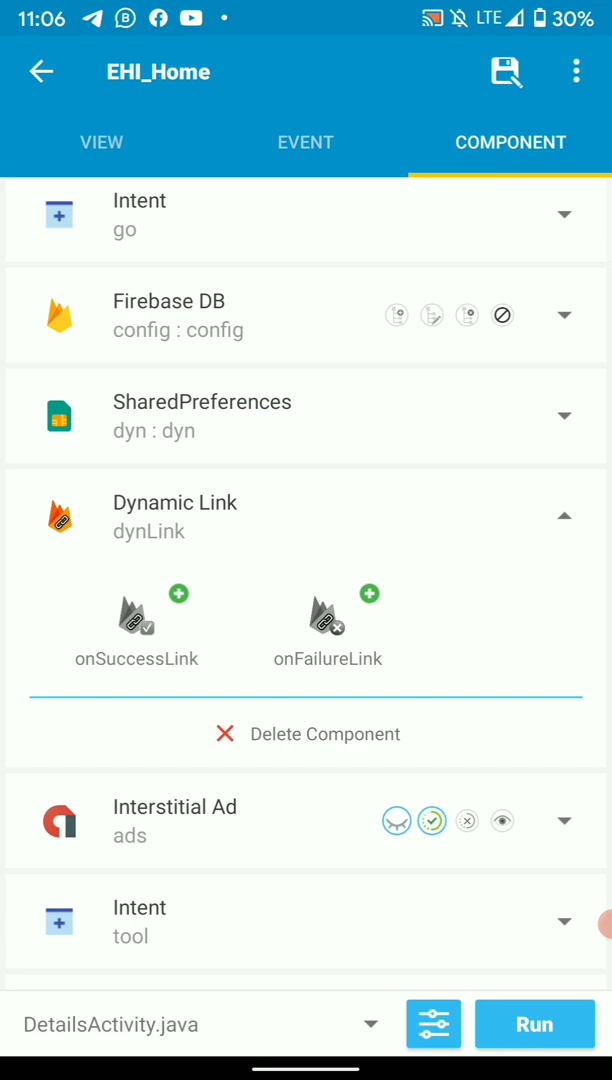 11:06
LTE
30%
EHI_Home
VIEW
EVENT
COMPONENT
Intent
go
Firebase DB
config : config
SharedPreferences
dyn : dyn
Dynamic Link
dynLink
onSuccessLink
onFailureLink
Delete Component
Interstitial Ad
ads
Intent
tool
DetailsActivity.java
Run